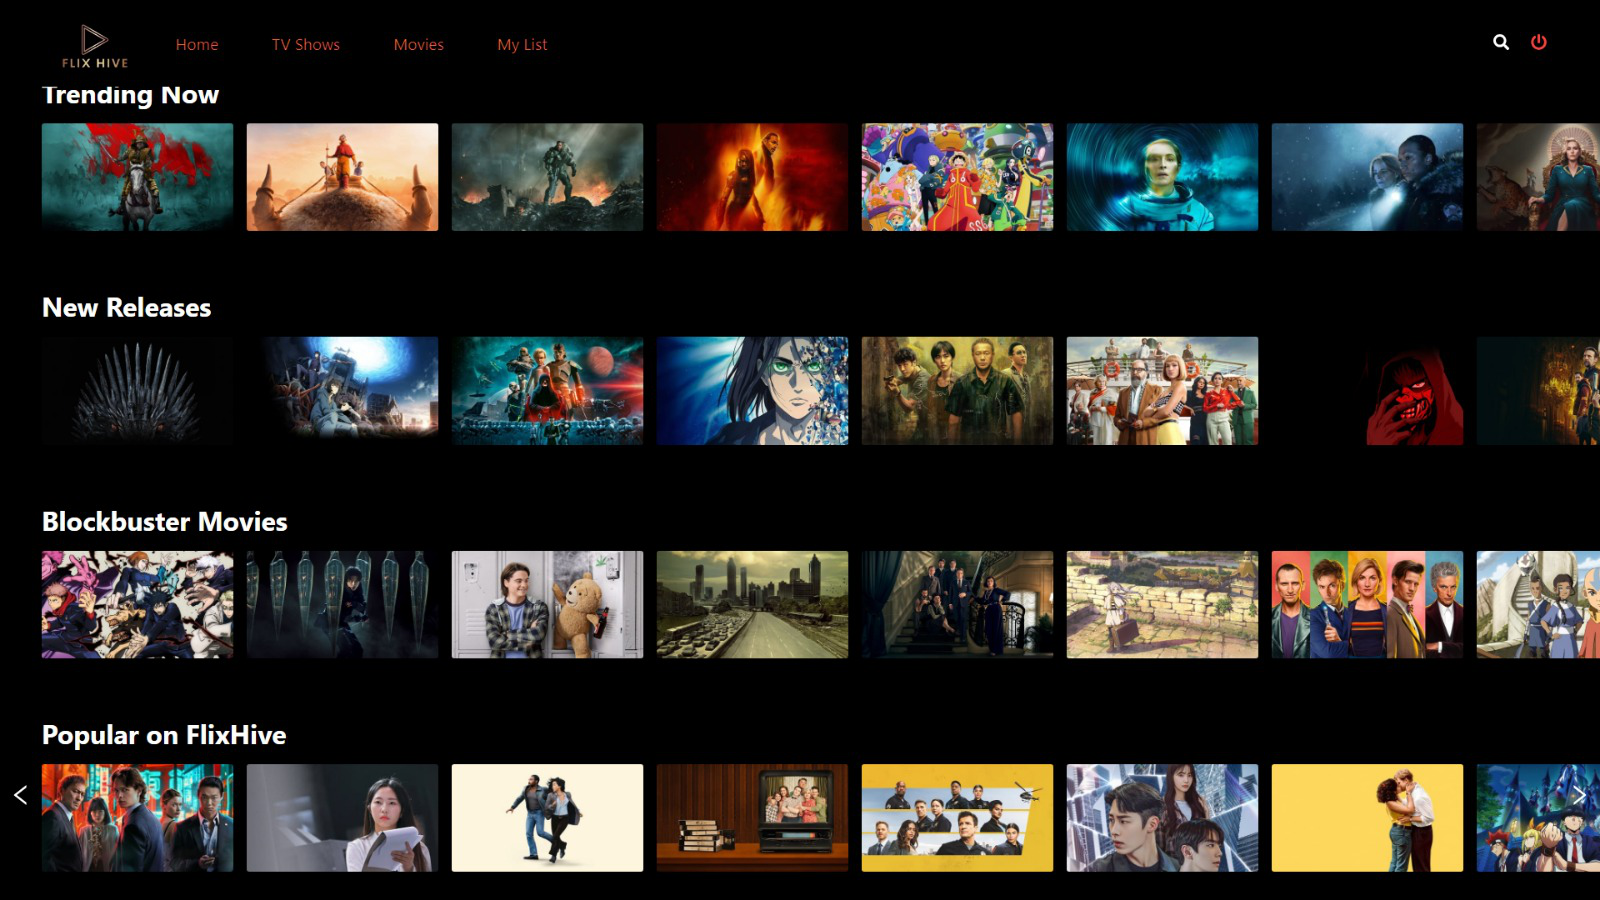 FLIX HIVE
Home
TV Shows
Movies
My List
Trending Now
New Releases
Blockbuster Movies
Popular on FlixHive